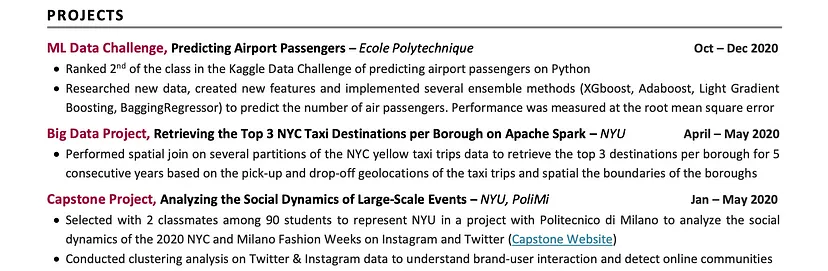 PROJECTS
ML Data Challenge, Predicting Airport Passengers – Ecole Polytechnique Oct – Dec 2020
• Ranked 2nd of the class in the Kaggle Data Challenge of predicting airport passengers on Python
• Researched new data, created new features and implemented several ensemble methods (XGboost, Adaboost, Light Gradient
Boosting, BaggingRegressor) to predict the number of air passengers. Performance was measured at the root mean square error
Big Data Project, Retrieving the Top 3 NYC Taxi Destinations per Borough on Apache Spark – NYU April – May 2020
• Performed spatial join on several partitions of the NYC yellow taxi trips data to retrieve the top 3 destinations per borough for 5
consecutive years based on the pick-up and drop-off geolocations of the taxi trips and spatial the boundaries of the boroughs
Capstone Project, Analyzing the Social Dynamics of Large-Scale Events – NYU, PoliMi Jan – May 2020
• Selected with 2 classmates among 90 students to represent NYU in a project with Politecnico di Milano to analyze the social
dynamics of the 2020 NYC and Milano Fashion Weeks on Instagram and Twitter (Capstone Website)
• Conducted clustering analysis on Twitter & Instagram data to understand brand-user interaction and detect online communities